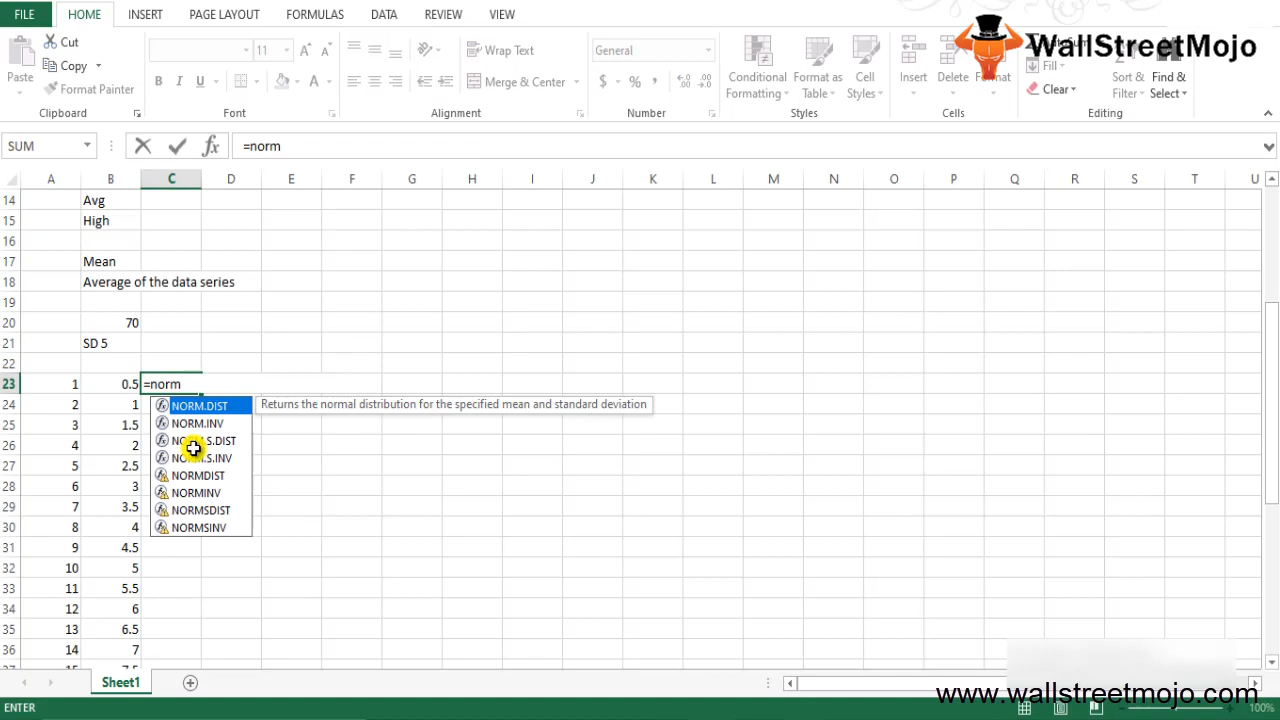 FILE HOME INSERT PAGE LAYOUT FORMULAS DATA REVIEW VIEW
WallStreetMojo
Cut
Copy
Format Painter
Paste
11
Wrap Text
Merge & Center
General
Conditional Formatting
Format as Table
Cell Styles
Insert Delete Format
Fill
Clear
Sort & Filter
Find & Select
Clipboard Font Alignment Number Styles Cells Editing
SUM =norm
A B C D E F G H I J K L M N O P Q R S T U
14 Avg
15 High
16
17 Mean
18 Average of the data series
19
20 70
21 SD 5
22
23 1 0.5 =norm
24 2 1
25 3 1.5
26 4 2
27 5 2.5
28 6 3
29 7 3.5
30 8 4
31 9 4.5
32 10 5
33 11 5.5
34 12 6
35 13 6.5
36 14 7
NORM.DIST Returns the normal distribution for the specified mean and standard deviation
NORM.INV
NORM.S.DIST
NORM.S.INV
NORMDIST
NORMINV
NORMSDIST
NORMSINV
Sheet1
www.wallstreetmojo.com
ENTER 100%